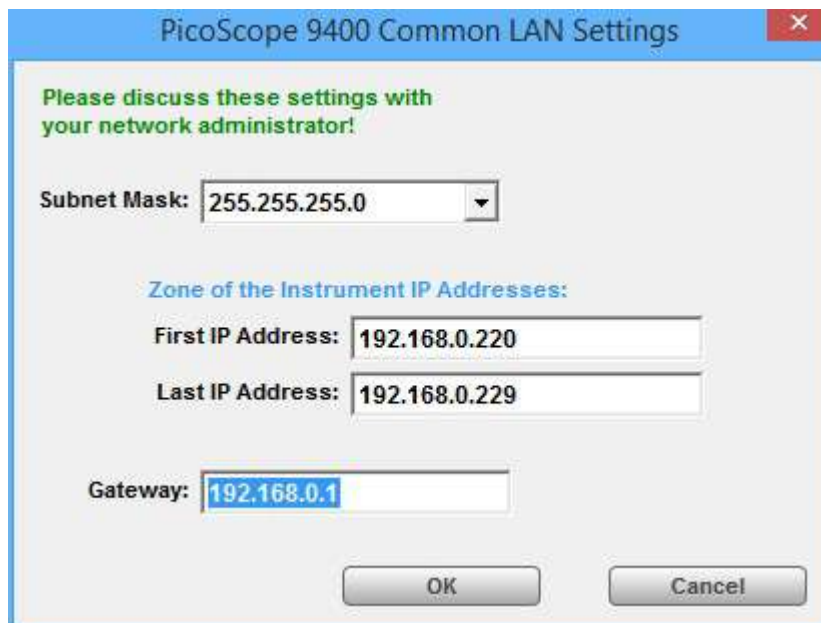 PicoScope 9400 Common LAN Settings
Please discuss these settings with
your network administrator!
Subnet Mask: 255.255.255.0
Zone of the Instrument IP Addresses:
First IP Address: 192.168.0.220
Last IP Address: 192.168.0.229
Gateway: 192.168.0.1
OK Cancel